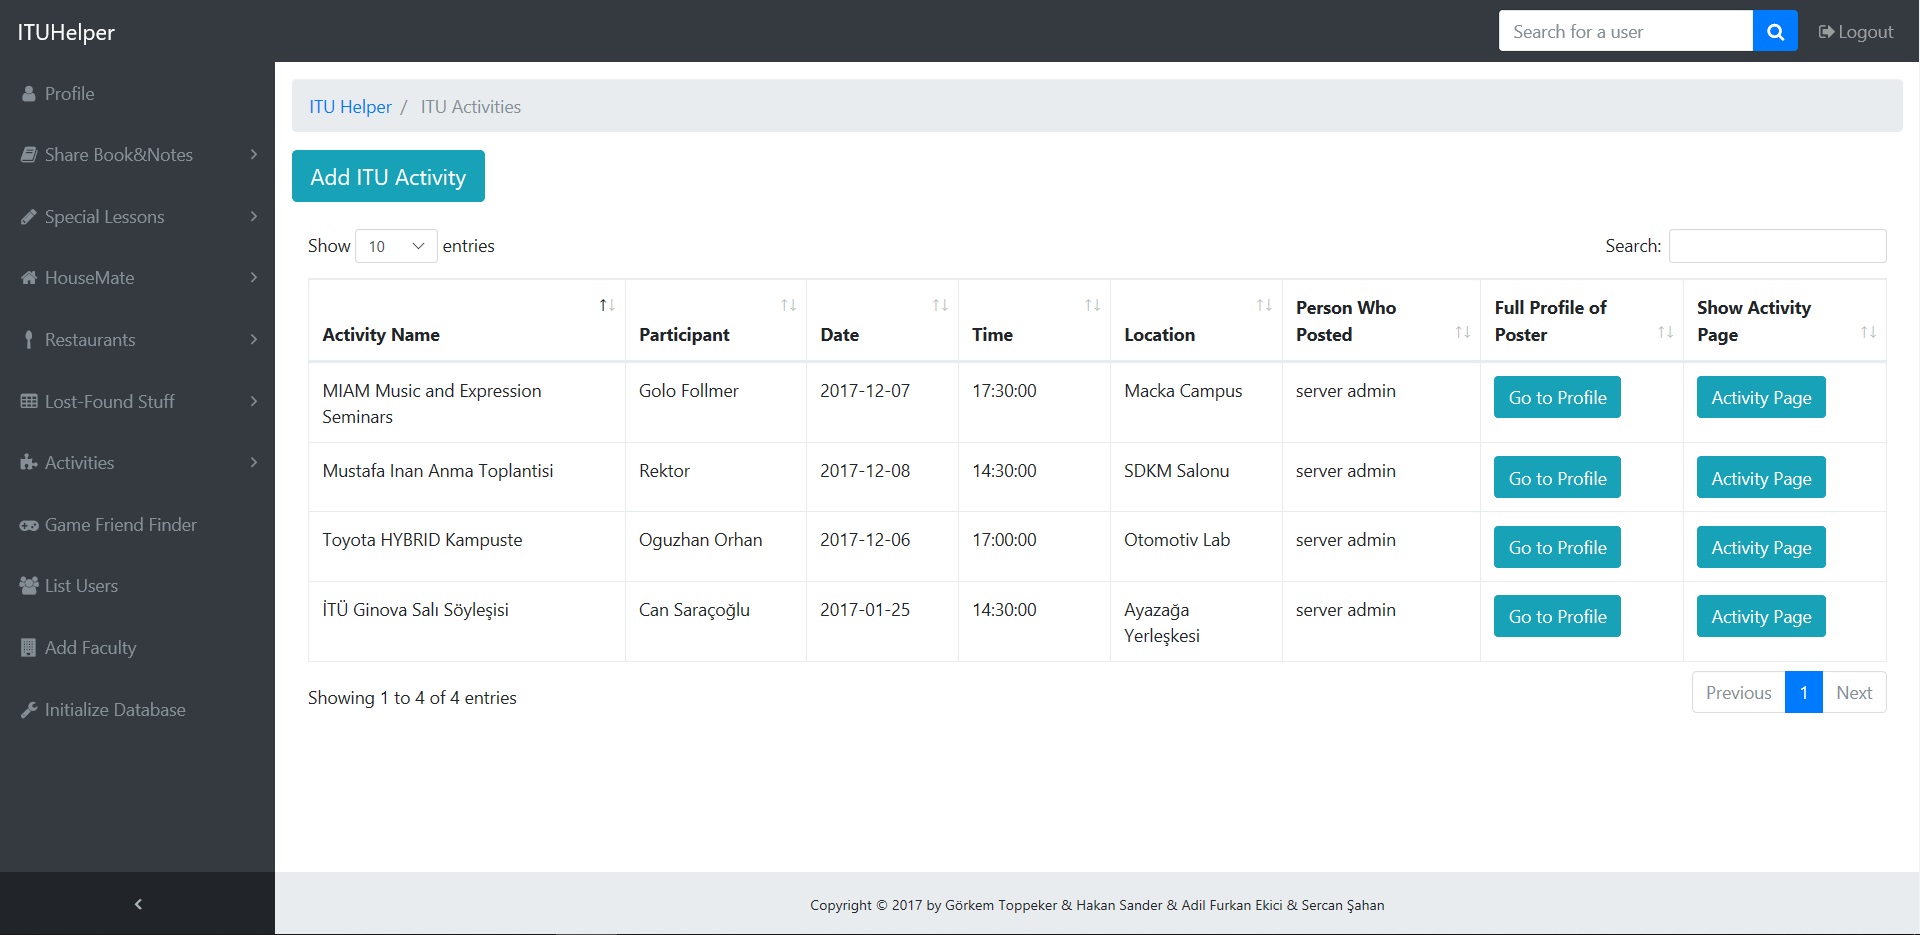 ITUHelper
Search for a user
Logout
Profile
Share Book&Notes
Special Lessons
HouseMate
Restaurants
Lost-Found Stuff
Activities
Game Friend Finder
List Users
Add Faculty
Initialize Database
ITU Helper / ITU Activities
Add ITU Activity
Show 10 entries
Search:
Activity Name Participant Date Time Location Person Who Posted Full Profile of Poster Show Activity Page
MIAM Music and Expression Seminars Golo Follmer 2017-12-07 17:30:00 Macka Campus server admin Go to Profile Activity Page
Mustafa Inan Anma Toplantisi Rektor 2017-12-08 14:30:00 SDKM Salonu server admin Go to Profile Activity Page
Toyota HYBRID Kampuste Oguzhan Orhan 2017-12-06 17:00:00 Otomotiv Lab server admin Go to Profile Activity Page
İTÜ Ginova Salı Söyleşisi Can Saraçoğlu 2017-01-25 14:30:00 Ayazağa Yerleşkesi server admin Go to Profile Activity Page
Showing 1 to 4 of 4 entries
Previous 1 Next
Copyright © 2017 by Görkem Toppeker & Hakan Sander & Adil Furkan Ekici & Sercan Şahan